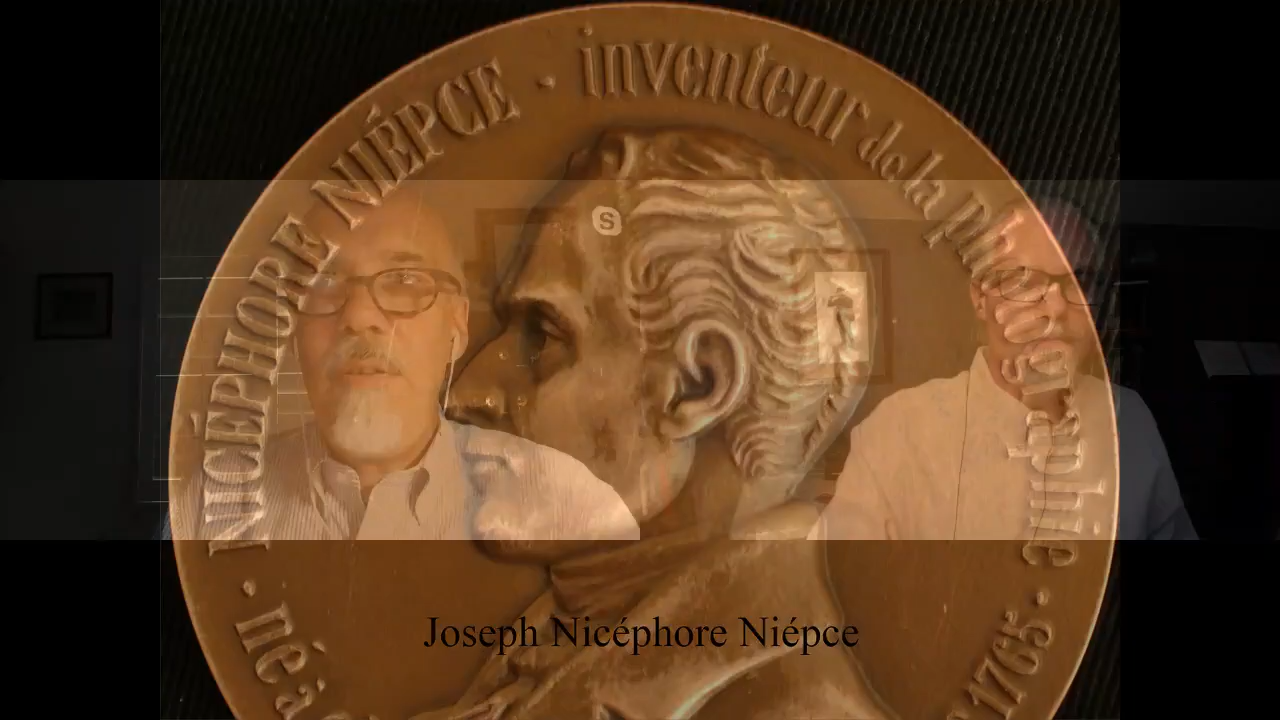 NICÉPHORE NIÉPCE · inventeur de la photographie ·
né à
1765
S
Joseph Nicéphore Niépce